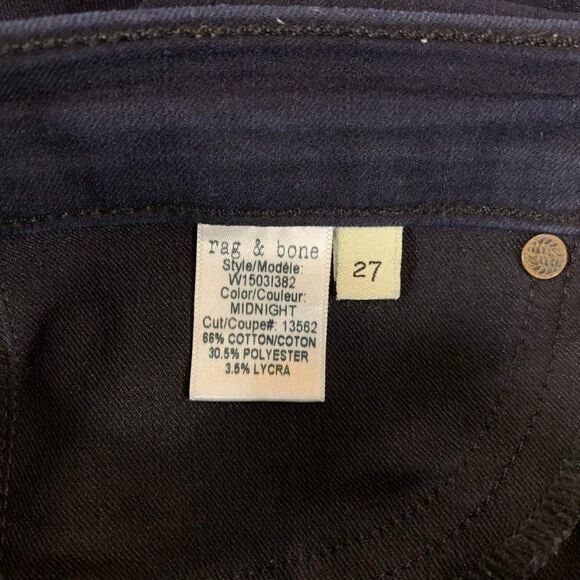 rag & bone
Style/Modèle:
W1503I382
Color/Couleur:
MIDNIGHT
Cut/Coupe#: 13562
66% COTTON/COTON
30.5% POLYESTER
3.5% LYCRA
27